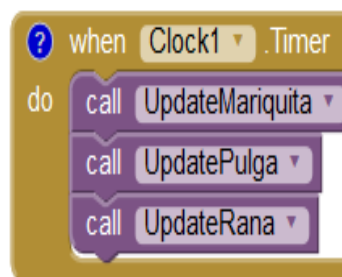 ? when Clock1 .Timer
do call UpdateMariquita
call UpdatePulga
call UpdateRana